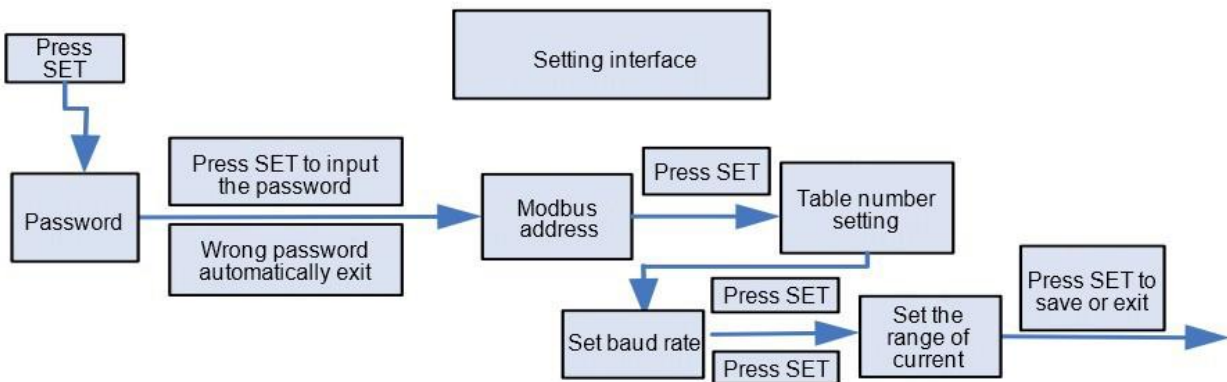 Press
SET
Setting interface
Press SET to input
the password
Press SET
Password
Modbus
address
Table number
setting
Wrong password
automatically exit
Press SET
Press SET to
save or exit
Set baud rate
Set the
range of
current
Press SET